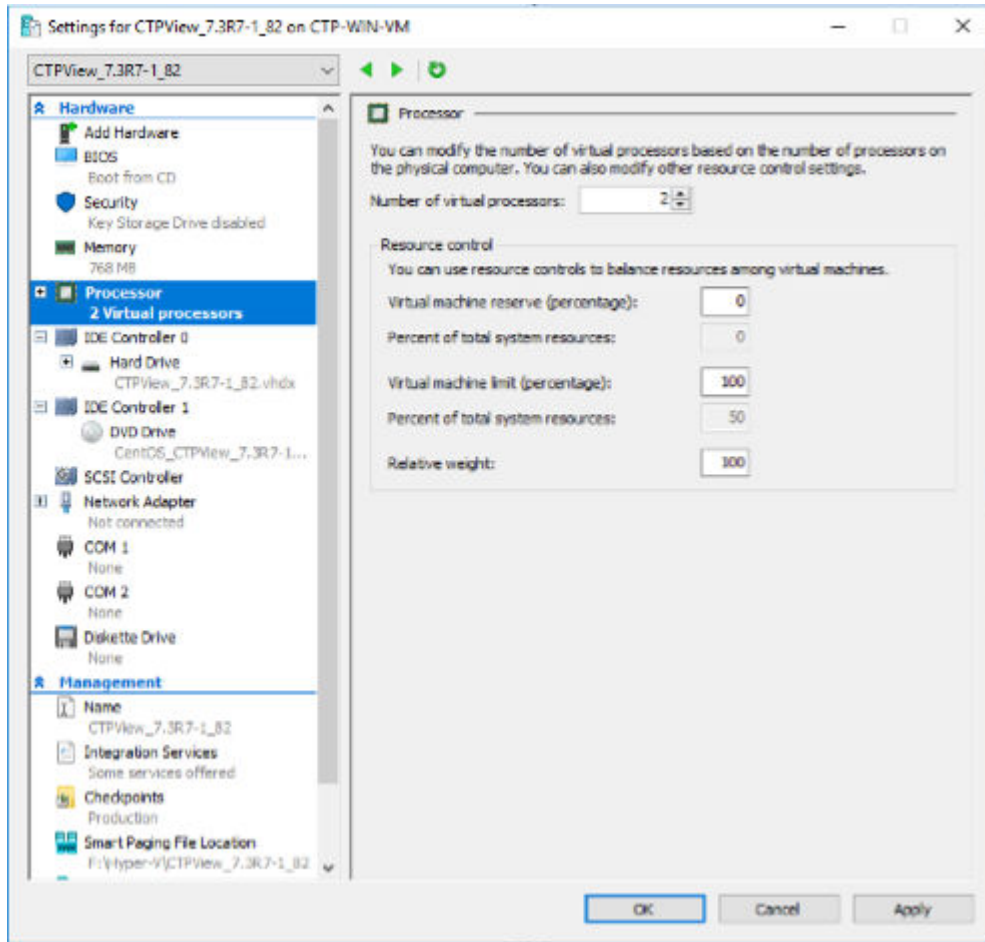 Settings for CTPView_7.3R7-1_82 on CTP-WIN-VM
CTPView_7.3R7-1_82
Hardware
Add Hardware
BIOS
Boot from CD
Security
Key Storage Drive disabled
Memory
768 MB
Processor
2 Virtual processors
IDE Controller 0
Hard Drive
CTPView_7.3R7-1_82.vhdx
IDE Controller 1
DVD Drive
CentOS_CTPView_7.3R7-1...
SCSI Controller
Network Adapter
Not connected
COM 1
None
COM 2
None
Diskette Drive
None
Management
Name
CTPView_7.3R7-1_82
Integration Services
Some services offered
Checkpoints
Production
Smart Paging File Location
F:\Hyper-V\CTPView_7.3R7-1_82
Processor
You can modify the number of virtual processors based on the number of processors on
the physical computer. You can also modify other resource control settings.
Number of virtual processors: 2
Resource control
You can use resource controls to balance resources among virtual machines.
Virtual machine reserve (percentage): 0
Percent of total system resources: 0
Virtual machine limit (percentage): 100
Percent of total system resources: 50
Relative weight: 100
OK Cancel Apply